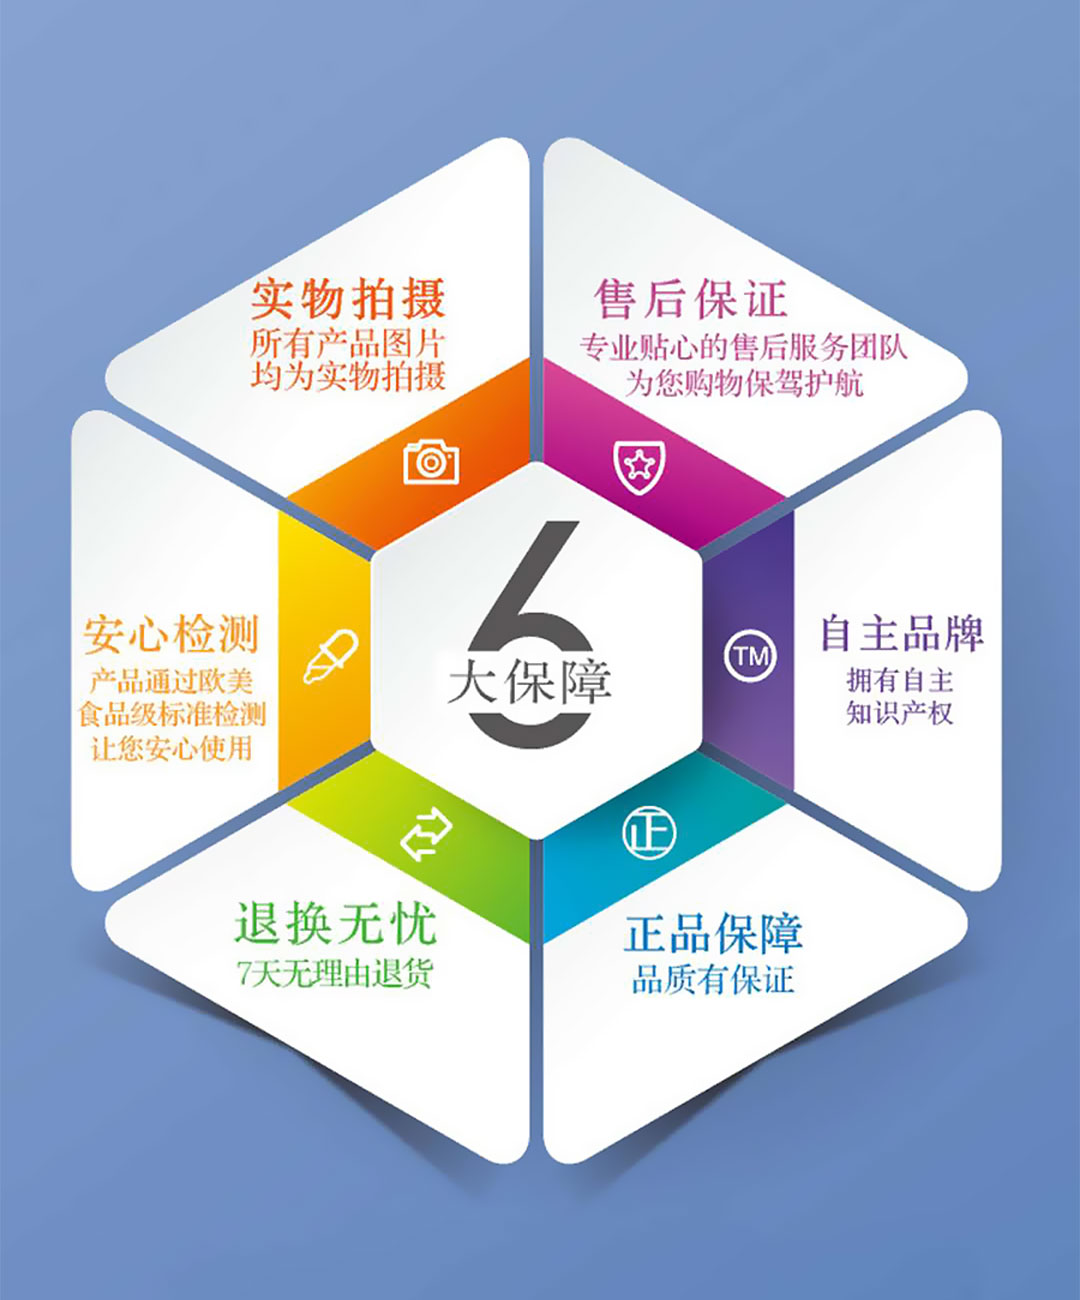 实物拍摄
所有产品图片
均为实物拍摄
售后保证
专业贴心的售后服务团队
为您购物保驾护航
安心检测
产品通过欧美
食品级标准检测
让您安心使用
6
大保障
TM
自主品牌
拥有自主
知识产权
退换无忧
7天无理由退货
正
正品保障
品质有保证